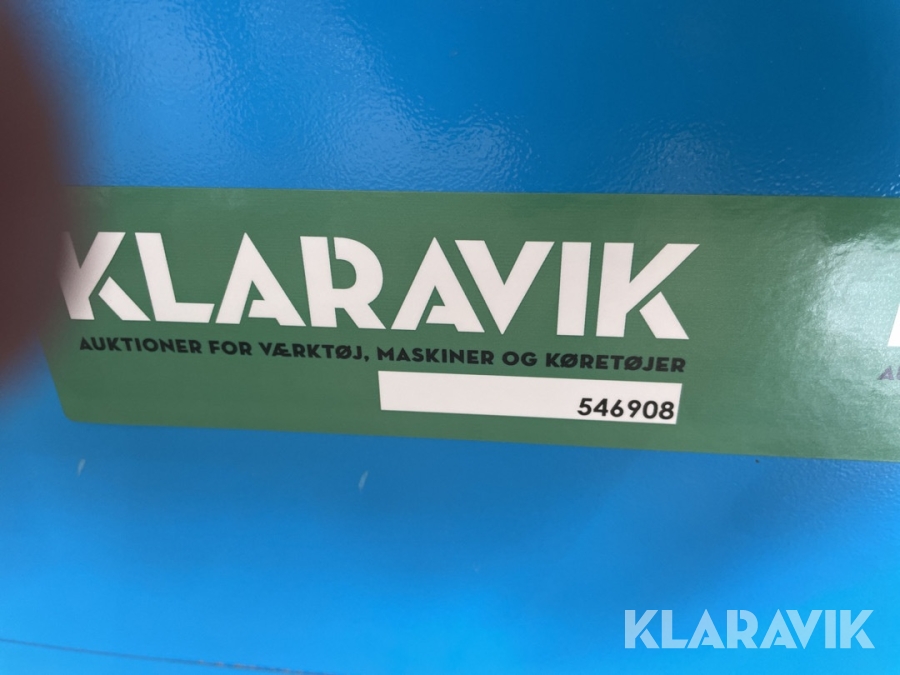 KLARAVIK
AUKTIONER FOR VÆRKTØJ, MASKINER OG KØRETØJER
546908
KLARAVIK